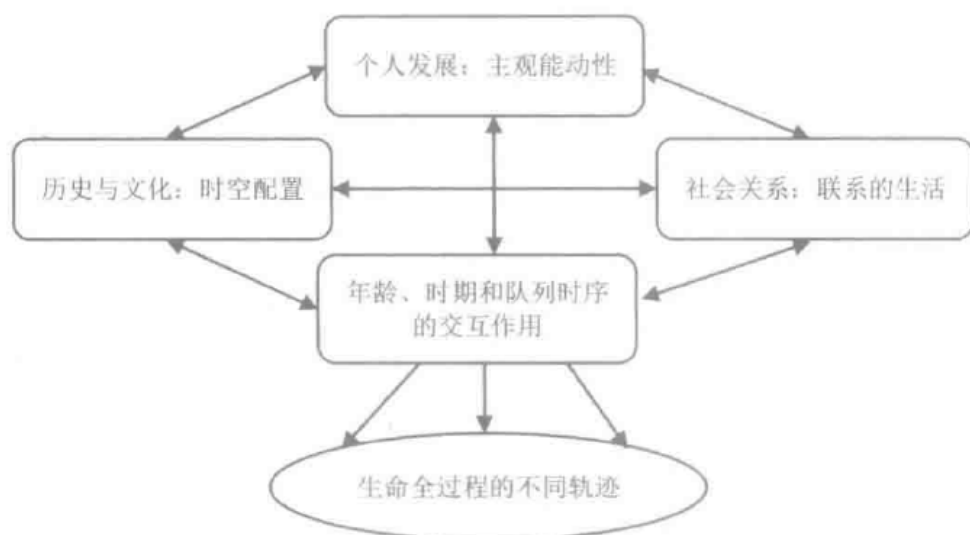 个人发展：主观能动性
历史与文化：时空配置
社会关系：联系的生活
年龄、时期和队列时序
的交互作用
生命全过程的不同轨迹